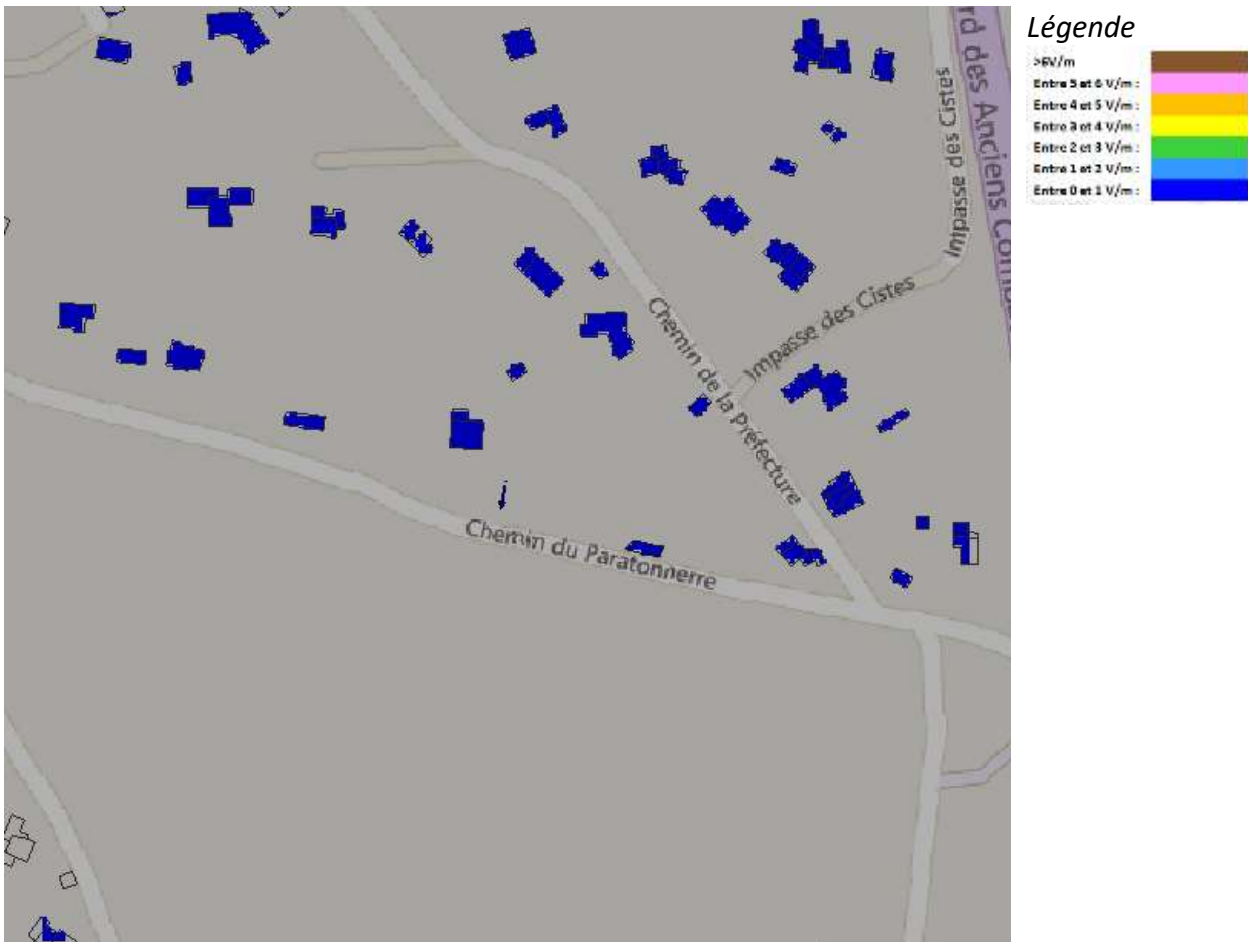 Légende
>6V/m
Entre 5 et 6 V/m :
Entre 4 et 5 V/m :
Entre 3 et 4 V/m :
Entre 2 et 3 V/m :
Entre 1 et 2 V/m :
Entre 0 et 1 V/m :
rd des Anciens Comba
Impasse des Cistes
Impasse des Cistes
Chemin de la Préfecture
Chemin du Paratonnerre